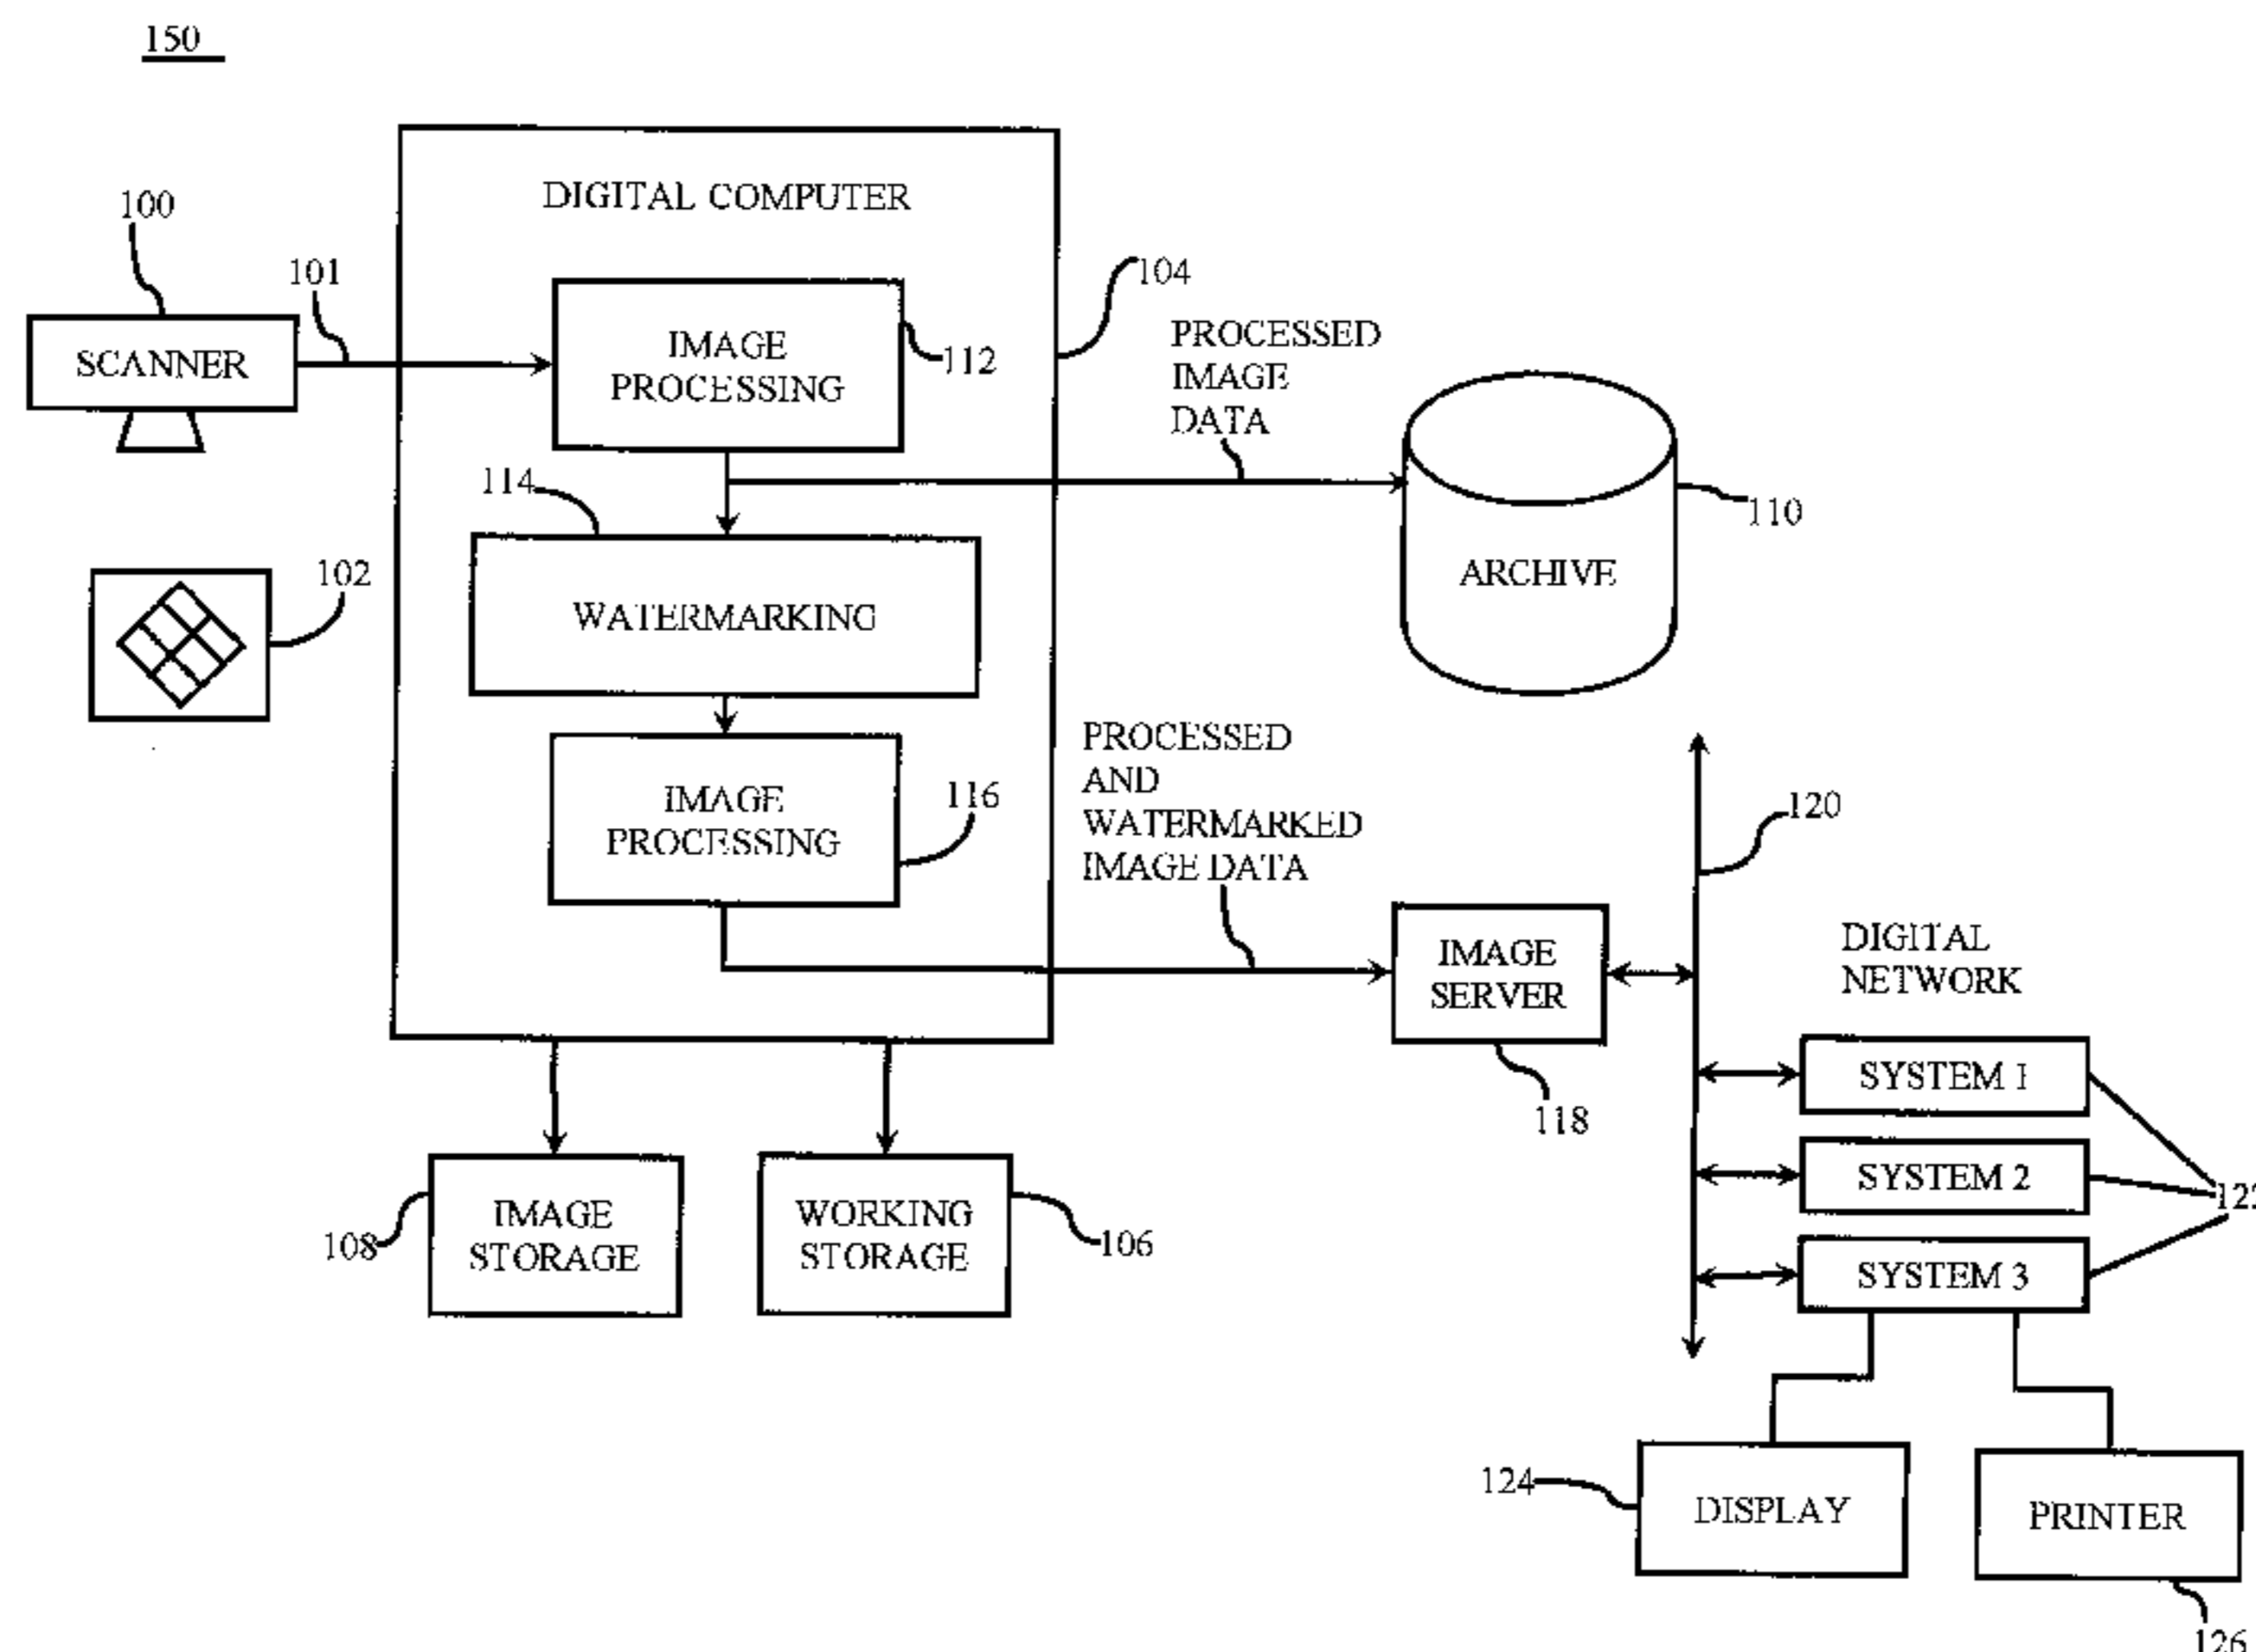 150
DIGITAL COMPUTER
100
101
104
SCANNER
IMAGE
PROCESSING
112
PROCESSED
IMAGE
DATA
114
110
ARCHIVE
102
WATERMARKING
PROCESSED
AND
WATERMARKED
IMAGE DATA
IMAGE
PROCESSING
116
120
IMAGE
SERVER
DIGITAL
NETWORK
118
SYSTEM 1
SYSTEM 2
SYSTEM 3
108
IMAGE
STORAGE
WORKING
STORAGE
106
124
DISPLAY
PRINTER
126